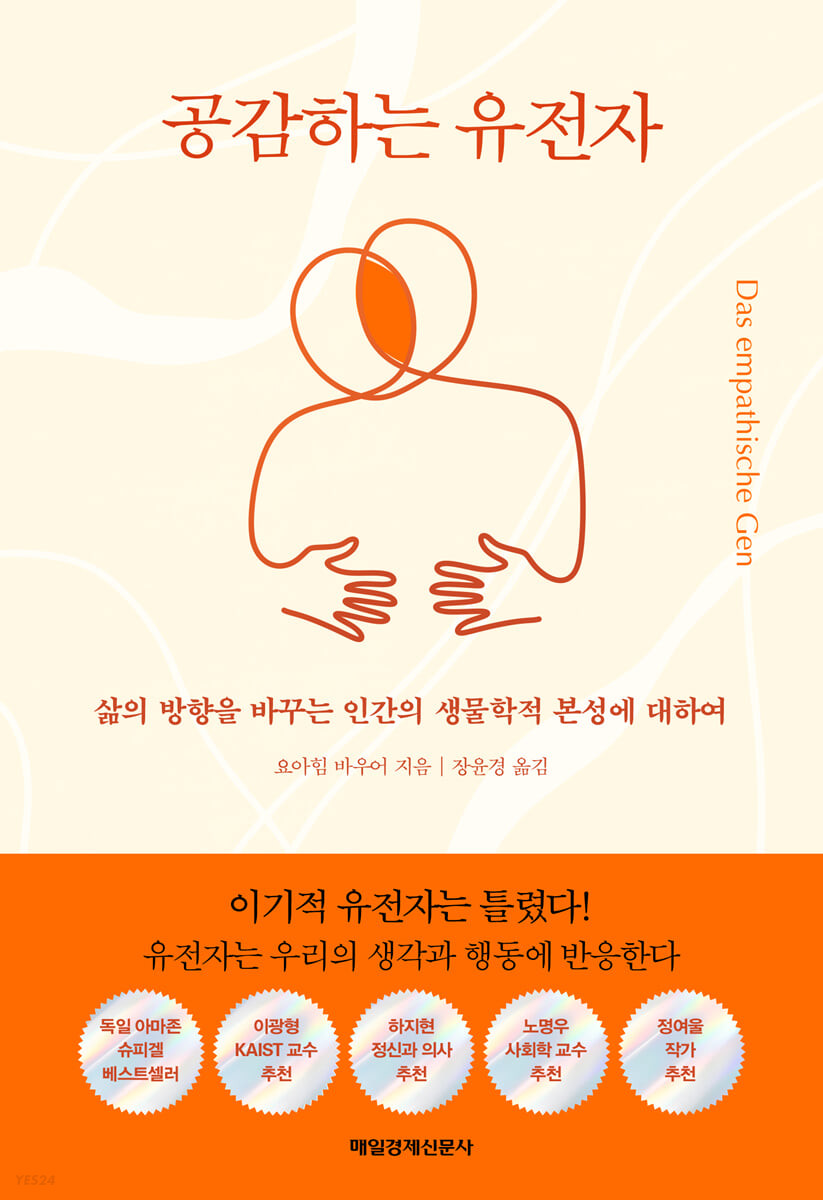 공감하는 유전자
Das empathische Gen
삶의 방향을 바꾸는 인간의 생물학적 본성에 대하여
요아힘 바우어 지음 | 장윤경 옮김
이기적 유전자는 틀렸다!
유전자는 우리의 생각과 행동에 반응한다
독일 아마존
슈피겔
베스트셀러
이광형
KAIST 교수
추천
하지현
정신과 의사
추천
노명우
사회학 교수
추천
정여울
작가
추천
매일경제신문사
YES24